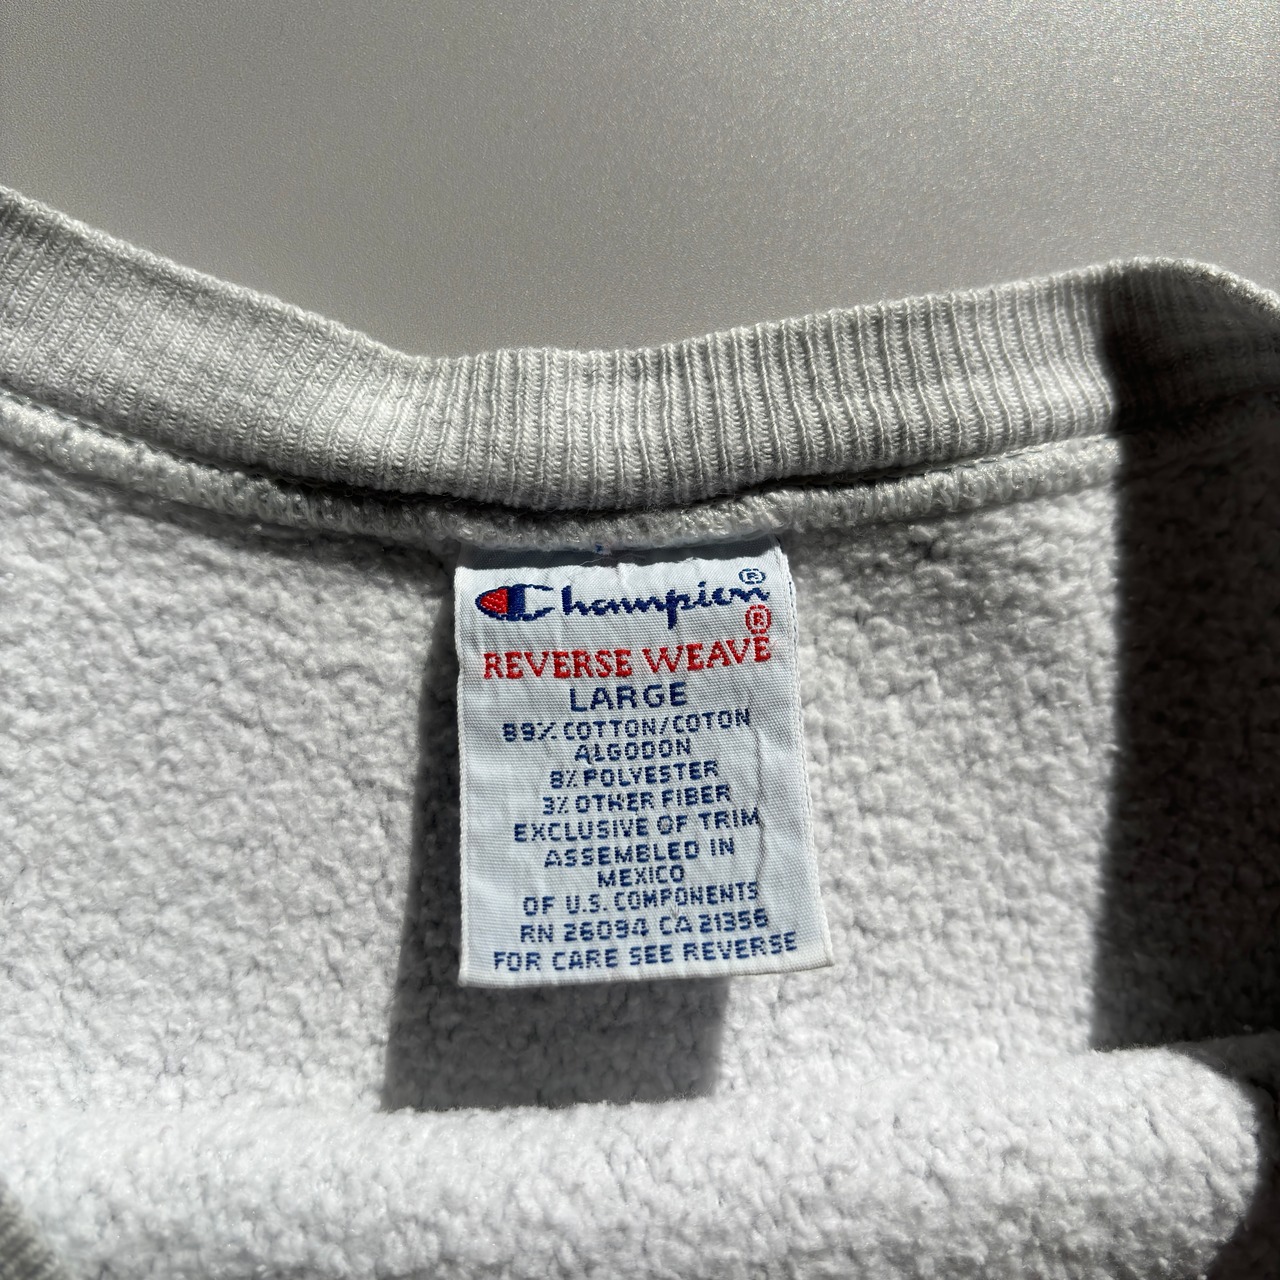 Champion®
®
REVERSE WEAVE
LARGE
89% COTTON/COTON
ALGODON
8% POLYESTER
3% OTHER FIBER
EXCLUSIVE OF TRIM
ASSEMBLED IN
MEXICO
OF U.S. COMPONENTS
RN 26094 CA 21356
FOR CARE SEE REVERSE